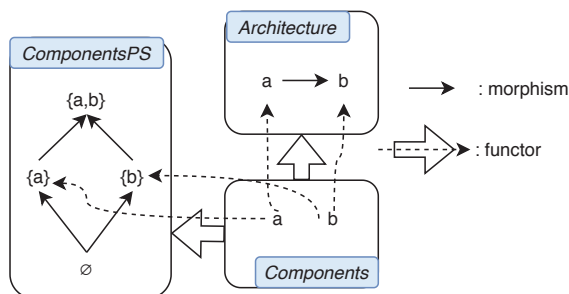 Architecture
ComponentsPS
a b
{a,b}
: morphism
: functor
{a} {b}
a b
∅
Components